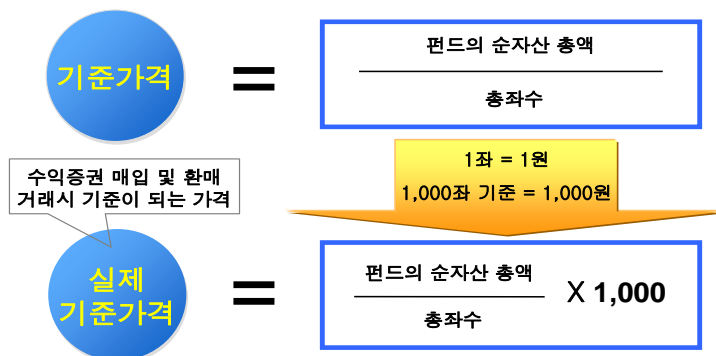 기준가격
=
펀드의 순자산 총액
총좌수
1좌 = 1원
1,000좌 기준 = 1,000원
수익증권 매입 및 환매
거래시 기준이 되는 가격
실제
기준가격
=
펀드의 순자산 총액
총좌수
X 1,000